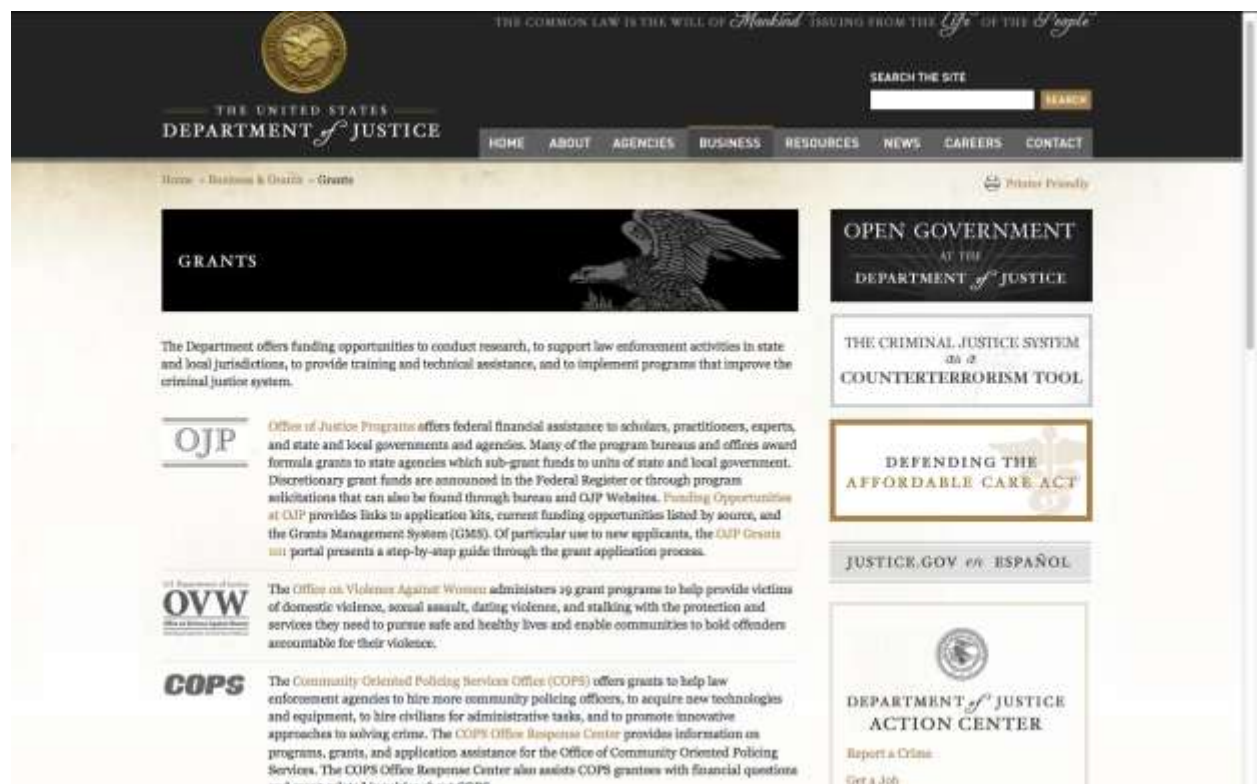 THE COMMON LAW IS THE WILL OF Mankind ISSUING FROM THE Life OF THE People
SEARCH THE SITE
SEARCH
THE UNITED STATES
DEPARTMENT of JUSTICE
HOME ABOUT AGENCIES BUSINESS RESOURCES NEWS CAREERS CONTACT
Home » Business & Grants » Grants
Printer Friendly
GRANTS
The Department offers funding opportunities to conduct research, to support law enforcement activities in state
and local jurisdictions, to provide training and technical assistance, and to implement programs that improve the
criminal justice system.
OJP
Office of Justice Programs offers federal financial assistance to scholars, practitioners, experts,
and state and local governments and agencies. Many of the program bureaus and offices award
formula grants to state agencies which sub-grant funds to units of state and local government.
Discretionary grant funds are announced in the Federal Register or through program
solicitations that can also be found through bureau and OJP Websites. Funding Opportunities
at OJP provides links to application kits, current funding opportunities listed by source, and
the Grants Management System (GMS). Of particular use to new applicants, the OJP Grants
101 portal presents a step-by-step guide through the grant application process.
OVW
The Office on Violence Against Women administers 19 grant programs to help provide victims
of domestic violence, sexual assault, dating violence, and stalking with the protection and
services they need to pursue safe and healthy lives and enable communities to hold offenders
accountable for their violence.
COPS
The Community Oriented Policing Services Office (COPS) offers grants to help law
enforcement agencies to hire more community policing officers, to acquire new technologies
and equipment, to hire civilians for administrative tasks, and to promote innovative
approaches to solving crime. The COPS Office Response Center provides information on
programs, grants, and application assistance for the Office of Community Oriented Policing
Services. The COPS Office Response Center also assists COPS grantees with financial questions
OPEN GOVERNMENT
AT THE
DEPARTMENT of JUSTICE
THE CRIMINAL JUSTICE SYSTEM
as a
COUNTERTERRORISM TOOL
DEFENDING THE
AFFORDABLE CARE ACT
JUSTICE.GOV en ESPAÑOL
DEPARTMENT of JUSTICE
ACTION CENTER
Report a Crime
Get a Job